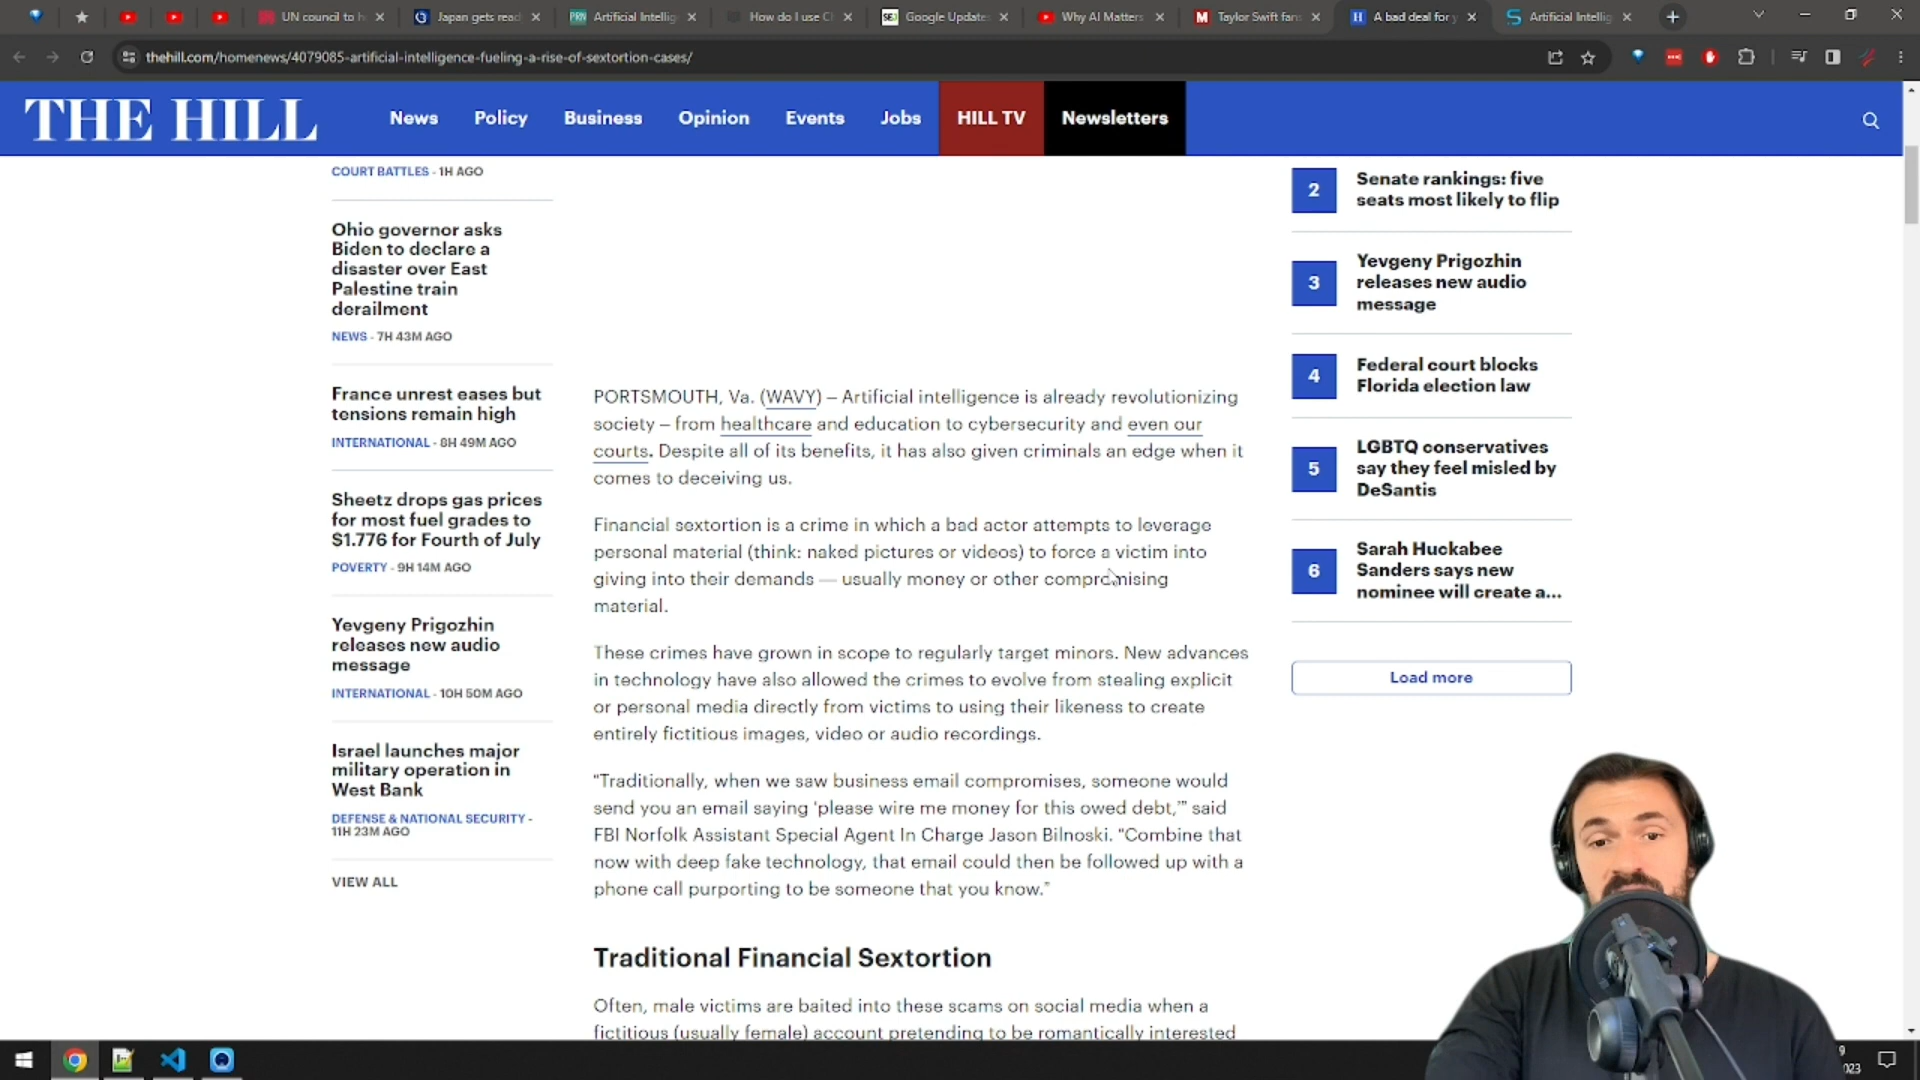 UN council to h
Japan gets read
PRN
Artificial Intellig
How do I use C
SEJ
Google Update
Why AI Matters
M
Taylor Swift fan
H
A bad deal for y
Artificial Intellig
thehill.com/homenews/4079085-artificial-intelligence-fueling-a-rise-of-sextortion-cases/
THE HILL
News
Policy
Business
Opinion
Events
Jobs
HILL TV
Newsletters
COURT BATTLES - 1H AGO
Ohio governor asks
Biden to declare a
disaster over East
Palestine train
derailment
NEWS - 7H 43M AGO
France unrest eases but
tensions remain high
INTERNATIONAL - 8H 49M AGO
Sheetz drops gas prices
for most fuel grades to
$1.776 for Fourth of July
POVERTY - 9H 14M AGO
Yevgeny Prigozhin
releases new audio
message
INTERNATIONAL - 10H 50M AGO
Israel launches major
military operation in
West Bank
DEFENSE & NATIONAL SECURITY -
11H 23M AGO
VIEW ALL
PORTSMOUTH, Va. (WAVY) – Artificial intelligence is already revolutionizing
society – from healthcare and education to cybersecurity and even our
courts. Despite all of its benefits, it has also given criminals an edge when it
comes to deceiving us.
Financial sextortion is a crime in which a bad actor attempts to leverage
personal material (think: naked pictures or videos) to force a victim into
giving into their demands — usually money or other compromising
material.
These crimes have grown in scope to regularly target minors. New advances
in technology have also allowed the crimes to evolve from stealing explicit
or personal media directly from victims to using their likeness to create
entirely fictitious images, video or audio recordings.
“Traditionally, when we saw business email compromises, someone would
send you an email saying ‘please wire me money for this owed debt,’” said
FBI Norfolk Assistant Special Agent In Charge Jason Bilnoski. “Combine that
now with deep fake technology, that email could then be followed up with a
phone call purporting to be someone that you know.”
Traditional Financial Sextortion
Often, male victims are baited into these scams on social media when a
fictitious (usually female) account pretending to be romantically interested
2
Senate rankings: five
seats most likely to flip
3
Yevgeny Prigozhin
releases new audio
message
4
Federal court blocks
Florida election law
5
LGBTQ conservatives
say they feel misled by
DeSantis
6
Sarah Huckabee
Sanders says new
nominee will create a...
Load more
9
023